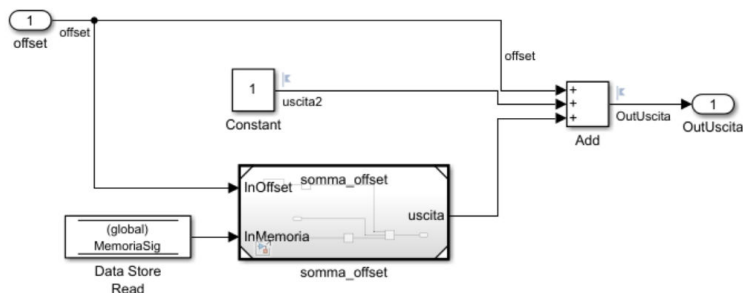 1
offset
offset
offset
1
Constant
uscita2
+
+
+
Add
OutUscita
1
OutUscita
somma_offset
InOffset
uscita
InMemoria
somma_offset
(global)
MemoriaSig
Data Store
Read